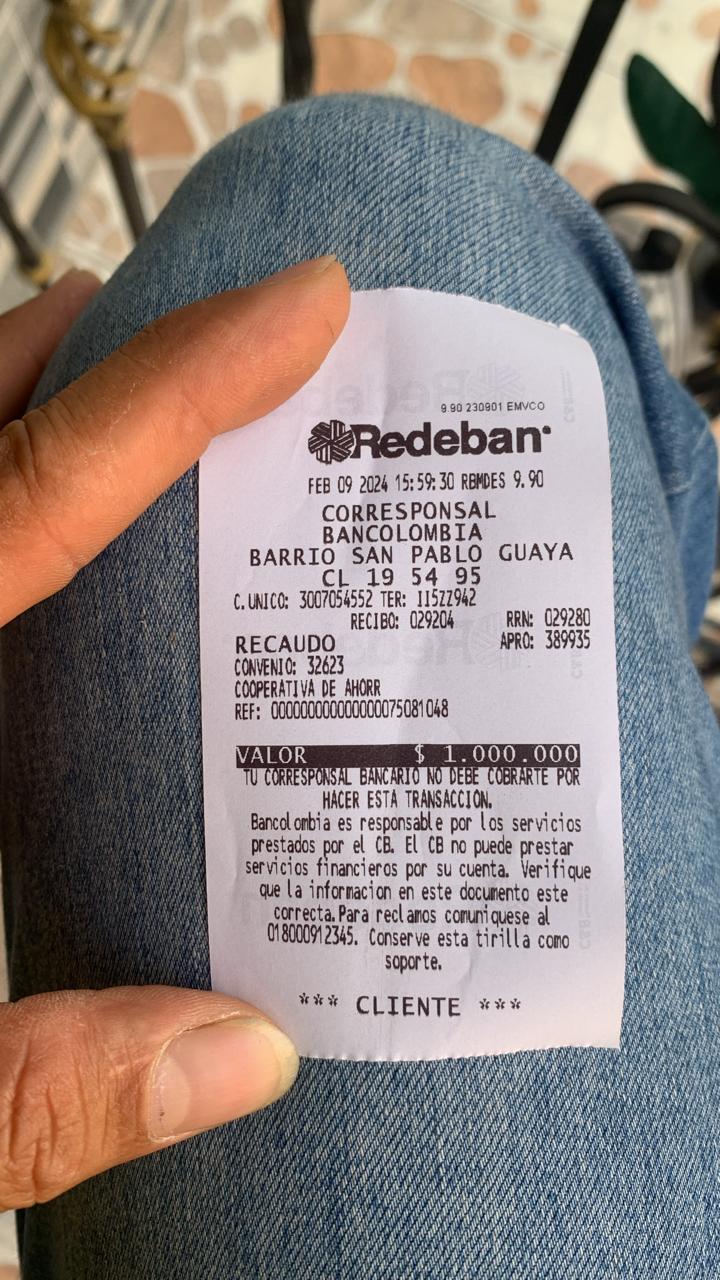 9.90 230901 EMVCO
Redeban
FEB 09 2024 15:59:30 RBMDES 9.90
CORRESPONSAL
BANCOLOMBIA
BARRIO SAN PABLO GUAYA
CL 19 54 95
C.UNICO: 3007054552 TER: II5ZZ942
RECIBO: 029204 RRN: 029280
RECAUDO APRO: 389935
CONVENIO: 32623
COOPERATIVA DE AHORR
REF: 000000000000000075081048
VALOR $ 1.000.000
TU CORRESPONSAL BANCARIO NO DEBE COBRARTE POR
HACER ESTA TRANSACCION.
Bancolombia es responsable por los servicios
prestados por el CB. El CB no puede prestar
servicios financieros por su cuenta. Verifique
que la informacion en este documento este
correcta.Para reclamos comuniquese al
018000912345. Conserve esta tirilla como
soporte.
*** CLIENTE ***